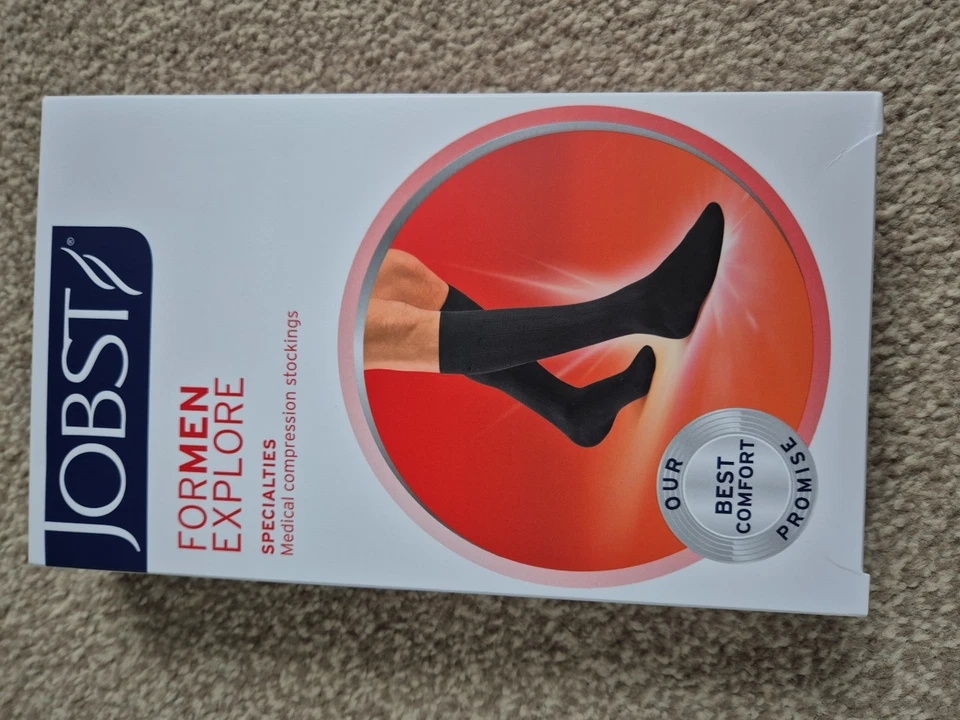 JOBST®
FORMEN
EXPLORE
SPECIALTIES
Medical compression stockings
OUR
BEST
COMFORT
PROMISE